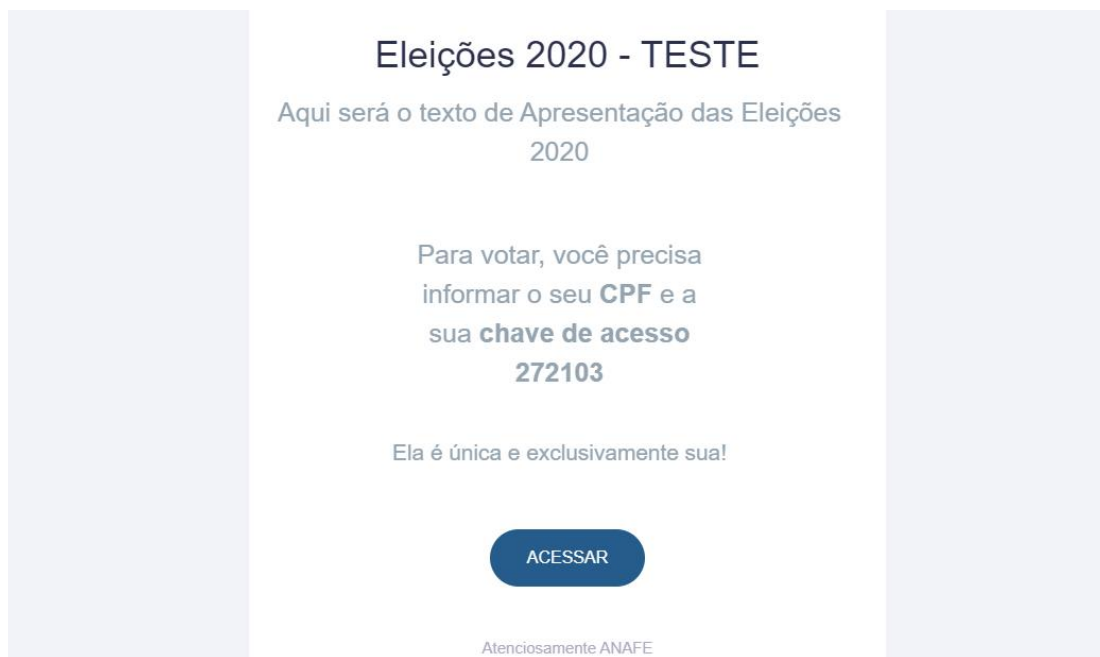 Eleições 2020 - TESTE
Aqui será o texto de Apresentação das Eleições
2020
Para votar, você precisa
informar o seu CPF e a
sua chave de acesso
272103
Ela é única e exclusivamente sua!
ACESSAR
Atenciosamente ANAFE